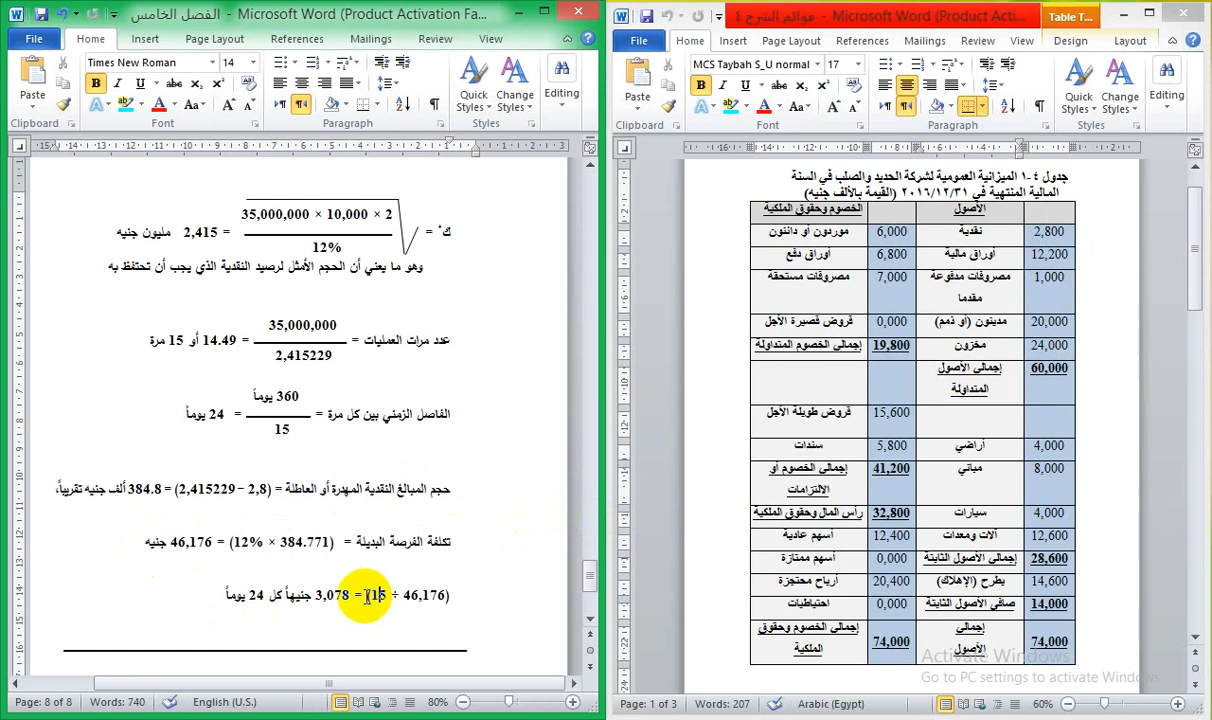 الفصل الخامس - Microsoft Word (Product Activation Fa...
File Home Insert Page Layout References Mailings Review View
Times New Roman 14
Paste
Quick Styles
Change Styles
Editing
Clipboard Font Paragraph Styles
ك* = 35,000,000 × 10,000 × 2 / 12% = 2,415 مليون جنيه
وهو ما يعني أن الحجم الأمثل لرصيد النقدية الذي يجب أن تحتفظ به
عدد مرات العمليات = 35,000,000 / 2,415229 = 14.49 أو 15 مرة
الفاصل الزمني بين كل مرة = 360 يوماً / 15 = 24 يوماً
حجم المبالغ النقدية المهدرة أو العاطلة = (2,8 – 2,415229) = 384.8 ألف جنيه تقريباً،
تكلفة الفرصة البديلة = (384.771 × 12%) = 46,176 جنيه
(46,176 ÷ 15) = 3,078 جنيهاً كل 24 يوماً
Page: 8 of 8 Words: 740 English (U.S.) 80%
قوائم الشرح ٤ - Microsoft Word (Product Acti... Table T...
File Home Insert Page Layout References Mailings Review View Design Layout
MCS Taybah S_U normal 17
Paste
Quick Styles
Change Styles
Editing
Clipboard Font Paragraph Styles
جدول ٤-١ الميزانية العمومية لشركة الحديد والصلب في السنة
المالية المنتهية في ٢٠١٦/١٢/٣١ (القيمة بالألف جنيه)
الأصول الخصوم وحقوق الملكية
2,800 نقدية 6,000 موردون أو دائنون
12,200 أوراق مالية 6,800 أوراق دفع
1,000 مصروفات مدفوعة مقدما 7,000 مصروفات مستحقة
20,000 مدينون (أو ذمم) 0,000 قروض قصيرة الأجل
24,000 مخزون 19,800 إجمالي الخصوم المتداولة
60,000 إجمالي الأصول المتداولة
15,600 قروض طويلة الأجل
4,000 أراضي 5,800 سندات
8,000 مباني 41,200 إجمالي الخصوم أو الالتزامات
4,000 سيارات 32,800 رأس المال وحقوق الملكية
12,600 آلات ومعدات 12,400 أسهم عادية
28,600 إجمالي الأصول الثابتة 0,000 أسهم ممتازة
14,600 يطرح (الإهلاك) 20,400 أرباح محتجزة
14,000 صافي الأصول الثابتة 0,000 احتياطيات
74,000 إجمالي الأصول 74,000 إجمالي الخصوم وحقوق الملكية
Activate Windows
Go to PC settings to activate Windows.
Page: 1 of 3 Words: 207 Arabic (Egypt) 60%